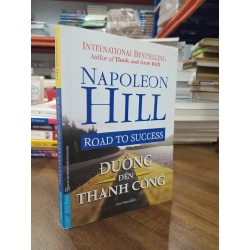 INTERNATIONAL BESTSELLING
Author of Think and Grow Rich
NAPOLEON
HILL
ROAD TO SUCCESS
ĐƯỜNG
ĐẾN
THÀNH CÔNG